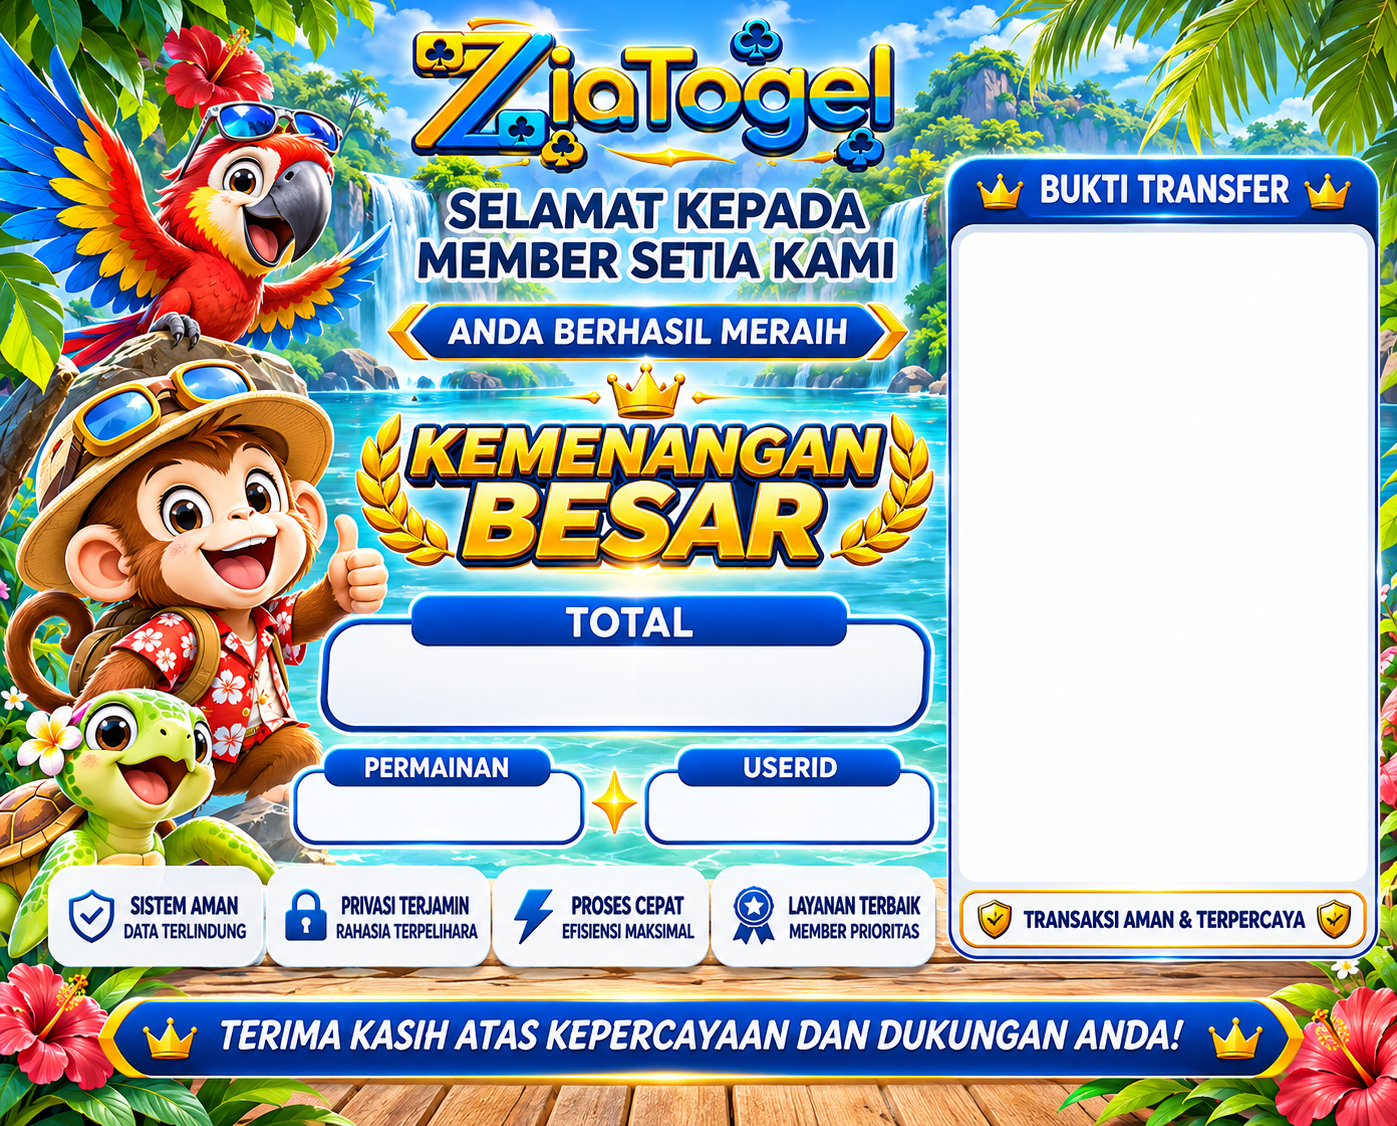 ZiaTogel
SELAMAT KEPADA
MEMBER SETIA KAMI
ANDA BERHASIL MERAIH
KEMENANGAN
BESAR
TOTAL
PERMAINAN
USERID
BUKTI TRANSFER
TRANSAKSI AMAN & TERPERCAYA
SISTEM AMAN
DATA TERLINDUNG
PRIVASI TERJAMIN
RAHASIA TERPELIHARA
PROSES CEPAT
EFISIENSI MAKSIMAL
LAYANAN TERBAIK
MEMBER PRIORITAS
TERIMA KASIH ATAS KEPERCAYAAN DAN DUKUNGAN ANDA!